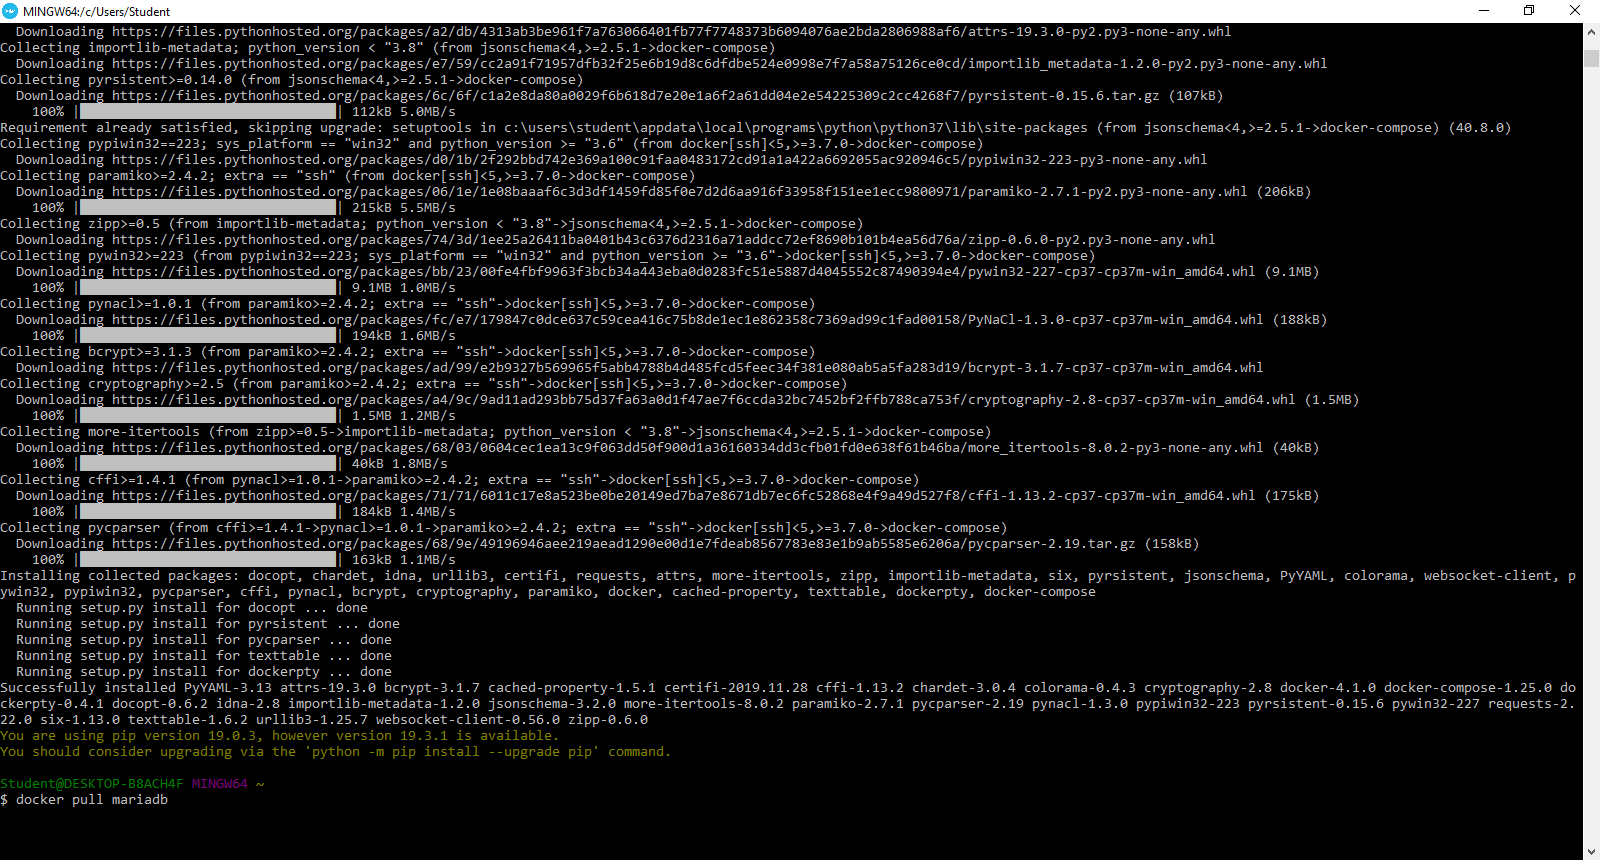 MINGW64:/c/Users/Student
Downloading https://files.pythonhosted.org/packages/a2/db/4313ab3be961f7a763066401fb77f7748373b6094076ae2bda2806988af6/attrs-19.3.0-py2.py3-none-any.whl
Collecting importlib-metadata; python_version < "3.8" (from jsonschema<4,>=2.5.1->docker-compose)
Downloading https://files.pythonhosted.org/packages/e7/59/cc2a91f71957dfb32f25e6b19d8c6dfdbe524e0998e7f7a58a75126ce0cd/importlib_metadata-1.2.0-py2.py3-none-any.whl
Collecting pyrsistent>=0.14.0 (from jsonschema<4,>=2.5.1->docker-compose)
Downloading https://files.pythonhosted.org/packages/6c/6f/c1a2e8da80a0029f6b618d7e20e1a6f2a61dd04e2e54225309c2cc4268f7/pyrsistent-0.15.6.tar.gz (107kB)
100% |████████████████████████████████| 112kB 5.0MB/s
Requirement already satisfied, skipping upgrade: setuptools in c:\users\student\appdata\local\programs\python\python37\lib\site-packages (from jsonschema<4,>=2.5.1->docker-compose) (40.8.0)
Collecting pypiwin32==223; sys_platform == "win32" and python_version >= "3.6" (from docker[ssh]<5,>=3.7.0->docker-compose)
Downloading https://files.pythonhosted.org/packages/d0/1b/2f292bbd742e369a100c91faa0483172cd91a1a422a6692055ac920946c5/pypiwin32-223-py3-none-any.whl
Collecting paramiko>=2.4.2; extra == "ssh" (from docker[ssh]<5,>=3.7.0->docker-compose)
Downloading https://files.pythonhosted.org/packages/06/1e/1e08baaaf6c3d3df1459fd85f0e7d2d6aa916f33958f151ee1ecc9800971/paramiko-2.7.1-py2.py3-none-any.whl (206kB)
100% |████████████████████████████████| 215kB 5.5MB/s
Collecting zipp>=0.5 (from importlib-metadata; python_version < "3.8"->jsonschema<4,>=2.5.1->docker-compose)
Downloading https://files.pythonhosted.org/packages/74/3d/1ee25a26411ba0401b43c6376d2316a71addcc72ef8690b101b4ea56d76a/zipp-0.6.0-py2.py3-none-any.whl
Collecting pywin32>=223 (from pypiwin32==223; sys_platform == "win32" and python_version >= "3.6"->docker[ssh]<5,>=3.7.0->docker-compose)
Downloading https://files.pythonhosted.org/packages/bb/23/00fe4fbf9963f3bcb34a443eba0d0283fc51e5887d4045552c87490394e4/pywin32-227-cp37-cp37m-win_amd64.whl (9.1MB)
100% |████████████████████████████████| 9.1MB 1.0MB/s
Collecting pynacl>=1.0.1 (from paramiko>=2.4.2; extra == "ssh"->docker[ssh]<5,>=3.7.0->docker-compose)
Downloading https://files.pythonhosted.org/packages/fc/e7/179847c0dce637c59cea416c75b8de1ec1e862358c7369ad99c1fad00158/PyNaCl-1.3.0-cp37-cp37m-win_amd64.whl (188kB)
100% |████████████████████████████████| 194kB 1.6MB/s
Collecting bcrypt>=3.1.3 (from paramiko>=2.4.2; extra == "ssh"->docker[ssh]<5,>=3.7.0->docker-compose)
Downloading https://files.pythonhosted.org/packages/ad/99/e2b9327b569965f5abb4788b4d485fcd5feec34f381e080ab5a5fa283d19/bcrypt-3.1.7-cp37-cp37m-win_amd64.whl
Collecting cryptography>=2.5 (from paramiko>=2.4.2; extra == "ssh"->docker[ssh]<5,>=3.7.0->docker-compose)
Downloading https://files.pythonhosted.org/packages/a4/9c/9ad11ad293bb75d37fa63a0d1f47ae7f6ccda32bc7452bf2ffb788ca753f/cryptography-2.8-cp37-cp37m-win_amd64.whl (1.5MB)
100% |████████████████████████████████| 1.5MB 1.2MB/s
Collecting more-itertools (from zipp>=0.5->importlib-metadata; python_version < "3.8"->jsonschema<4,>=2.5.1->docker-compose)
Downloading https://files.pythonhosted.org/packages/68/03/0604cec1ea13c9f063dd50f900d1a36160334dd3cfb01fd0e638f61b46ba/more_itertools-8.0.2-py3-none-any.whl (40kB)
100% |████████████████████████████████| 40kB 1.8MB/s
Collecting cffi>=1.4.1 (from pynacl>=1.0.1->paramiko>=2.4.2; extra == "ssh"->docker[ssh]<5,>=3.7.0->docker-compose)
Downloading https://files.pythonhosted.org/packages/71/71/6011c17e8a523be0be20149ed7ba7e8671db7ec6fc52868e4f9a49d527f8/cffi-1.13.2-cp37-cp37m-win_amd64.whl (175kB)
100% |████████████████████████████████| 184kB 1.4MB/s
Collecting pycparser (from cffi>=1.4.1->pynacl>=1.0.1->paramiko>=2.4.2; extra == "ssh"->docker[ssh]<5,>=3.7.0->docker-compose)
Downloading https://files.pythonhosted.org/packages/68/9e/49196946aee219aead1290e00d1e7fdeab8567783e83e1b9ab5585e6206a/pycparser-2.19.tar.gz (158kB)
100% |████████████████████████████████| 163kB 1.1MB/s
Installing collected packages: docopt, chardet, idna, urllib3, certifi, requests, attrs, more-itertools, zipp, importlib-metadata, six, pyrsistent, jsonschema, PyYAML, colorama, websocket-client, p
ywin32, pypiwin32, pycparser, cffi, pynacl, bcrypt, cryptography, paramiko, docker, cached-property, texttable, dockerpty, docker-compose
Running setup.py install for docopt ... done
Running setup.py install for pyrsistent ... done
Running setup.py install for pycparser ... done
Running setup.py install for texttable ... done
Running setup.py install for dockerpty ... done
Successfully installed PyYAML-3.13 attrs-19.3.0 bcrypt-3.1.7 cached-property-1.5.1 certifi-2019.11.28 cffi-1.13.2 chardet-3.0.4 colorama-0.4.3 cryptography-2.8 docker-4.1.0 docker-compose-1.25.0 do
ckerpty-0.4.1 docopt-0.6.2 idna-2.8 importlib-metadata-1.2.0 jsonschema-3.2.0 more-itertools-8.0.2 paramiko-2.7.1 pycparser-2.19 pynacl-1.3.0 pypiwin32-223 pyrsistent-0.15.6 pywin32-227 requests-2.
22.0 six-1.13.0 texttable-1.6.2 urllib3-1.25.7 websocket-client-0.56.0 zipp-0.6.0
You are using pip version 19.0.3, however version 19.3.1 is available.
You should consider upgrading via the 'python -m pip install --upgrade pip' command.
Student@DESKTOP-B8ACH4F MINGW64 ~
$ docker pull mariadb